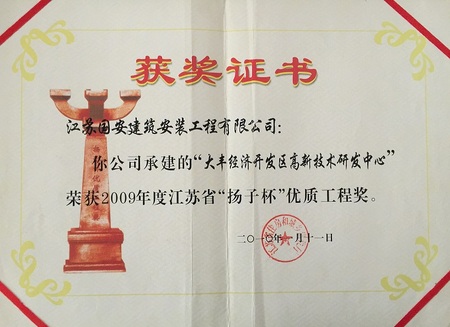 获奖证书
江苏国安建筑安装工程有限公司：
你公司承建的“大丰经济开发区高新技术研发中心”
荣获2009年度江苏省“扬子杯”优质工程奖。
二〇一〇年一月十一日